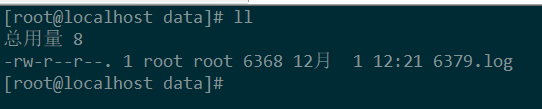 [root@localhost data]# ll
总用量 8
-rw-r--r--. 1 root root 6368 12月  1 12:21 6379.log
[root@localhost data]#